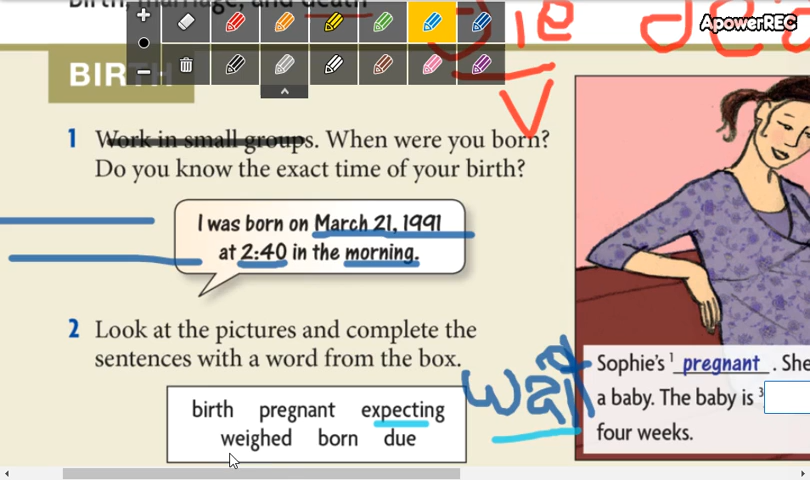 Birth, marriage, and death
ie dea
ApowerREC
BIRTH
1 Work in small groups. When were you born?
Do you know the exact time of your birth?
I was born on March 21, 1991
at 2:40 in the morning.
2 Look at the pictures and complete the
sentences with a word from the box.
birth pregnant expecting
weighed born due
wait
Sophie's ¹ pregnant . She
a baby. The baby is ³
four weeks.